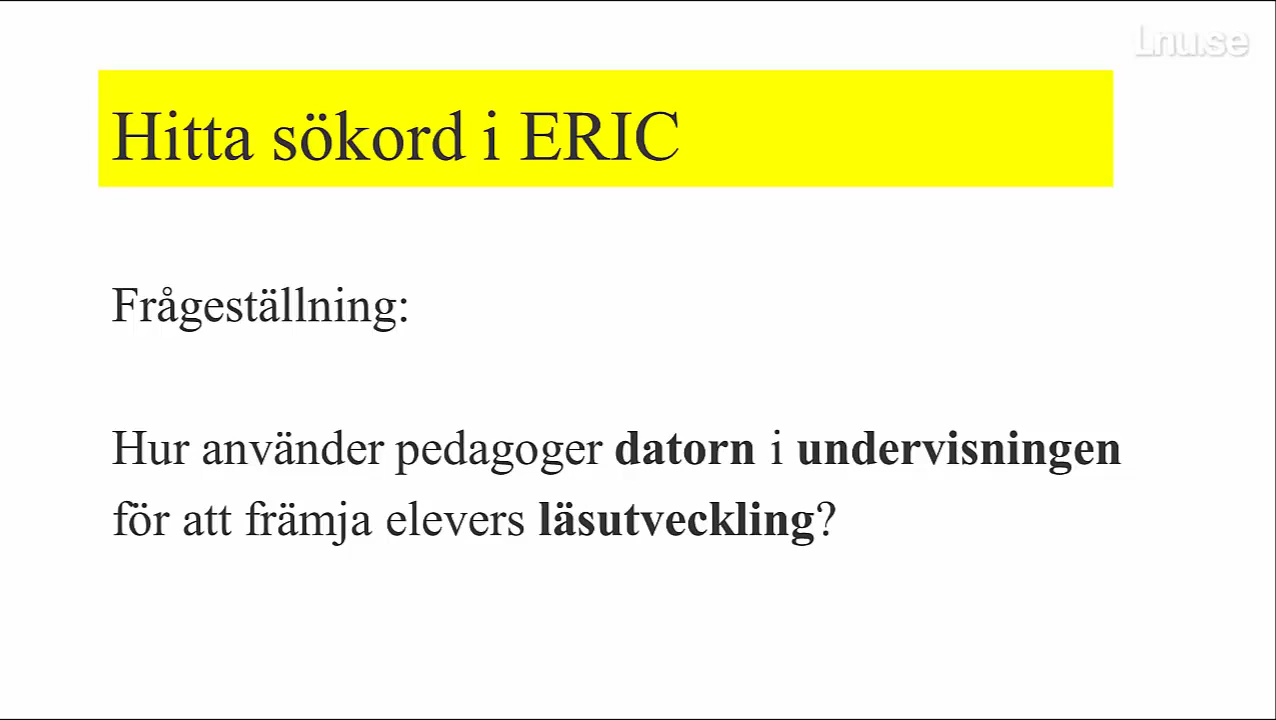 Lnu.se
Hitta sökord i ERIC
Frågeställning:
Hur använder pedagoger datorn i undervisningen
för att främja elevers läsutveckling?